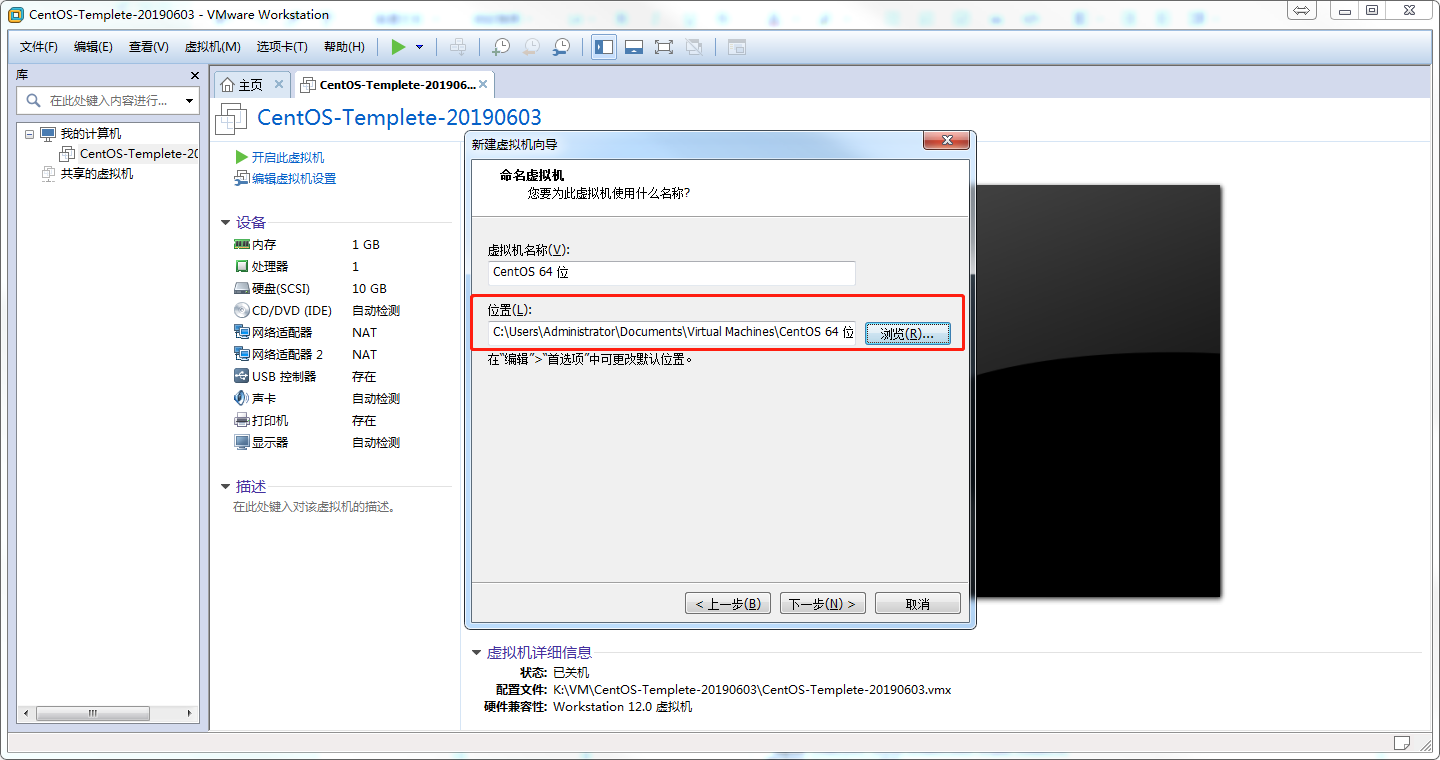 CentOS-Templete-20190603 - VMware Workstation
文件(F) 编辑(E) 查看(V) 虚拟机(M) 选项卡(T) 帮助(H)
库
在此处键入内容进行...
我的计算机
CentOS-Templete-20
共享的虚拟机
主页 CentOS-Templete-201906...
CentOS-Templete-20190603
开启此虚拟机
编辑虚拟机设置
设备
内存 1 GB
处理器 1
硬盘(SCSI) 10 GB
CD/DVD (IDE) 自动检测
网络适配器 NAT
网络适配器 2 NAT
USB 控制器 存在
声卡 自动检测
打印机 存在
显示器 自动检测
描述
在此处键入对该虚拟机的描述。
新建虚拟机向导
命名虚拟机
您要为此虚拟机使用什么名称?
虚拟机名称(V):
CentOS 64 位
位置(L):
C:\Users\Administrator\Documents\Virtual Machines\CentOS 64 位 浏览(R)...
在“编辑”>“首选项”中可更改默认位置。
< 上一步(B) 下一步(N) > 取消
虚拟机详细信息
状态: 已关机
配置文件: K:\VM\CentOS-Templete-20190603\CentOS-Templete-20190603.vmx
硬件兼容性: Workstation 12.0 虚拟机